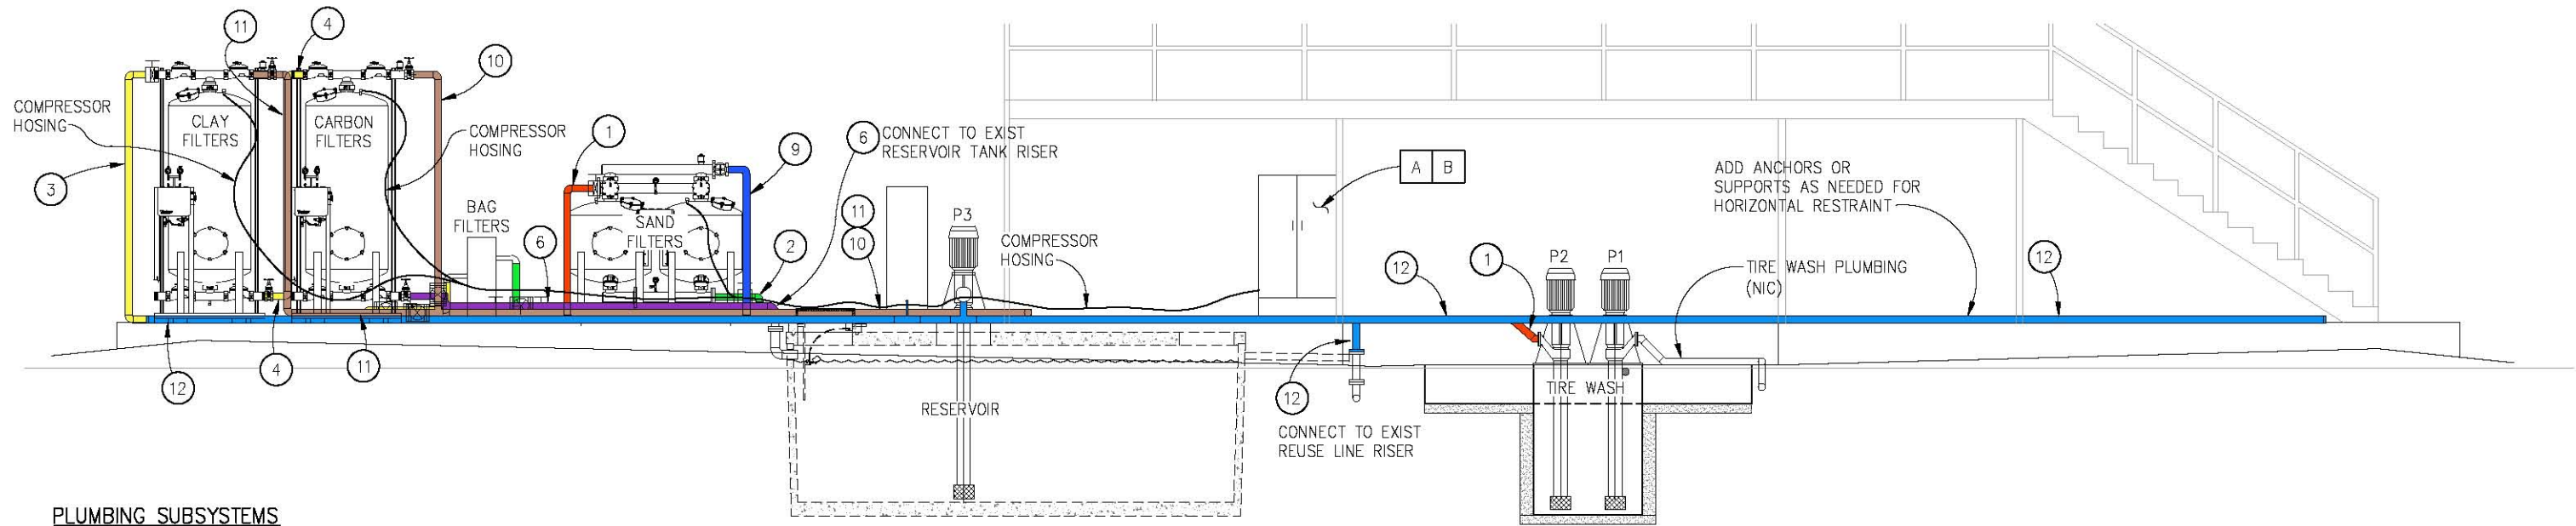 11
4
10
COMPRESSOR
HOSING
CLAY
FILTERS
CARBON
FILTERS
COMPRESSOR
HOSING
3
1
6
CONNECT TO EXIST
RESERVOIR TANK RISER
9
A B
ADD ANCHORS OR
SUPPORTS AS NEEDED FOR
HORIZONTAL RESTRAINT
BAG
FILTERS
SAND
FILTERS
6
2
11
10
P3
COMPRESSOR
HOSING
12
1
P2
P1
TIRE WASH PLUMBING
(NIC)
12
12
4
11
RESERVOIR
12
CONNECT TO EXIST
REUSE LINE RISER
TIRE WASH
PLUMBING SUBSYSTEMS